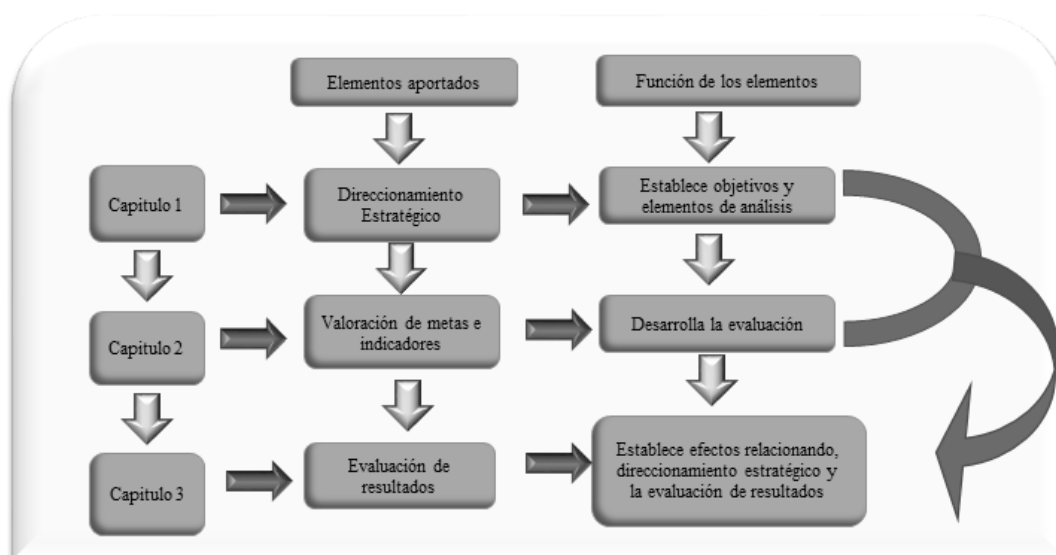 Elementos aportados
Función de los elementos
Capitulo 1
Direccionamiento
Estratégico
Establece objetivos y
elementos de análisis
Capitulo 2
Valoración de metas e
indicadores
Desarrolla la evaluación
Capitulo 3
Evaluación de
resultados
Establece efectos relacionando,
direccionamiento estratégico y
la evaluación de resultados